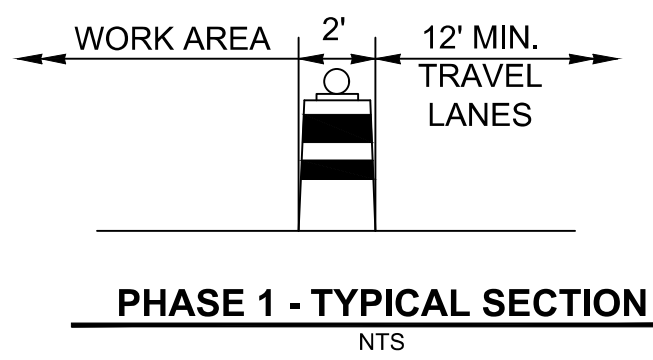 WORK AREA
2'
12' MIN.
TRAVEL
LANES
PHASE 1 - TYPICAL SECTION
NTS